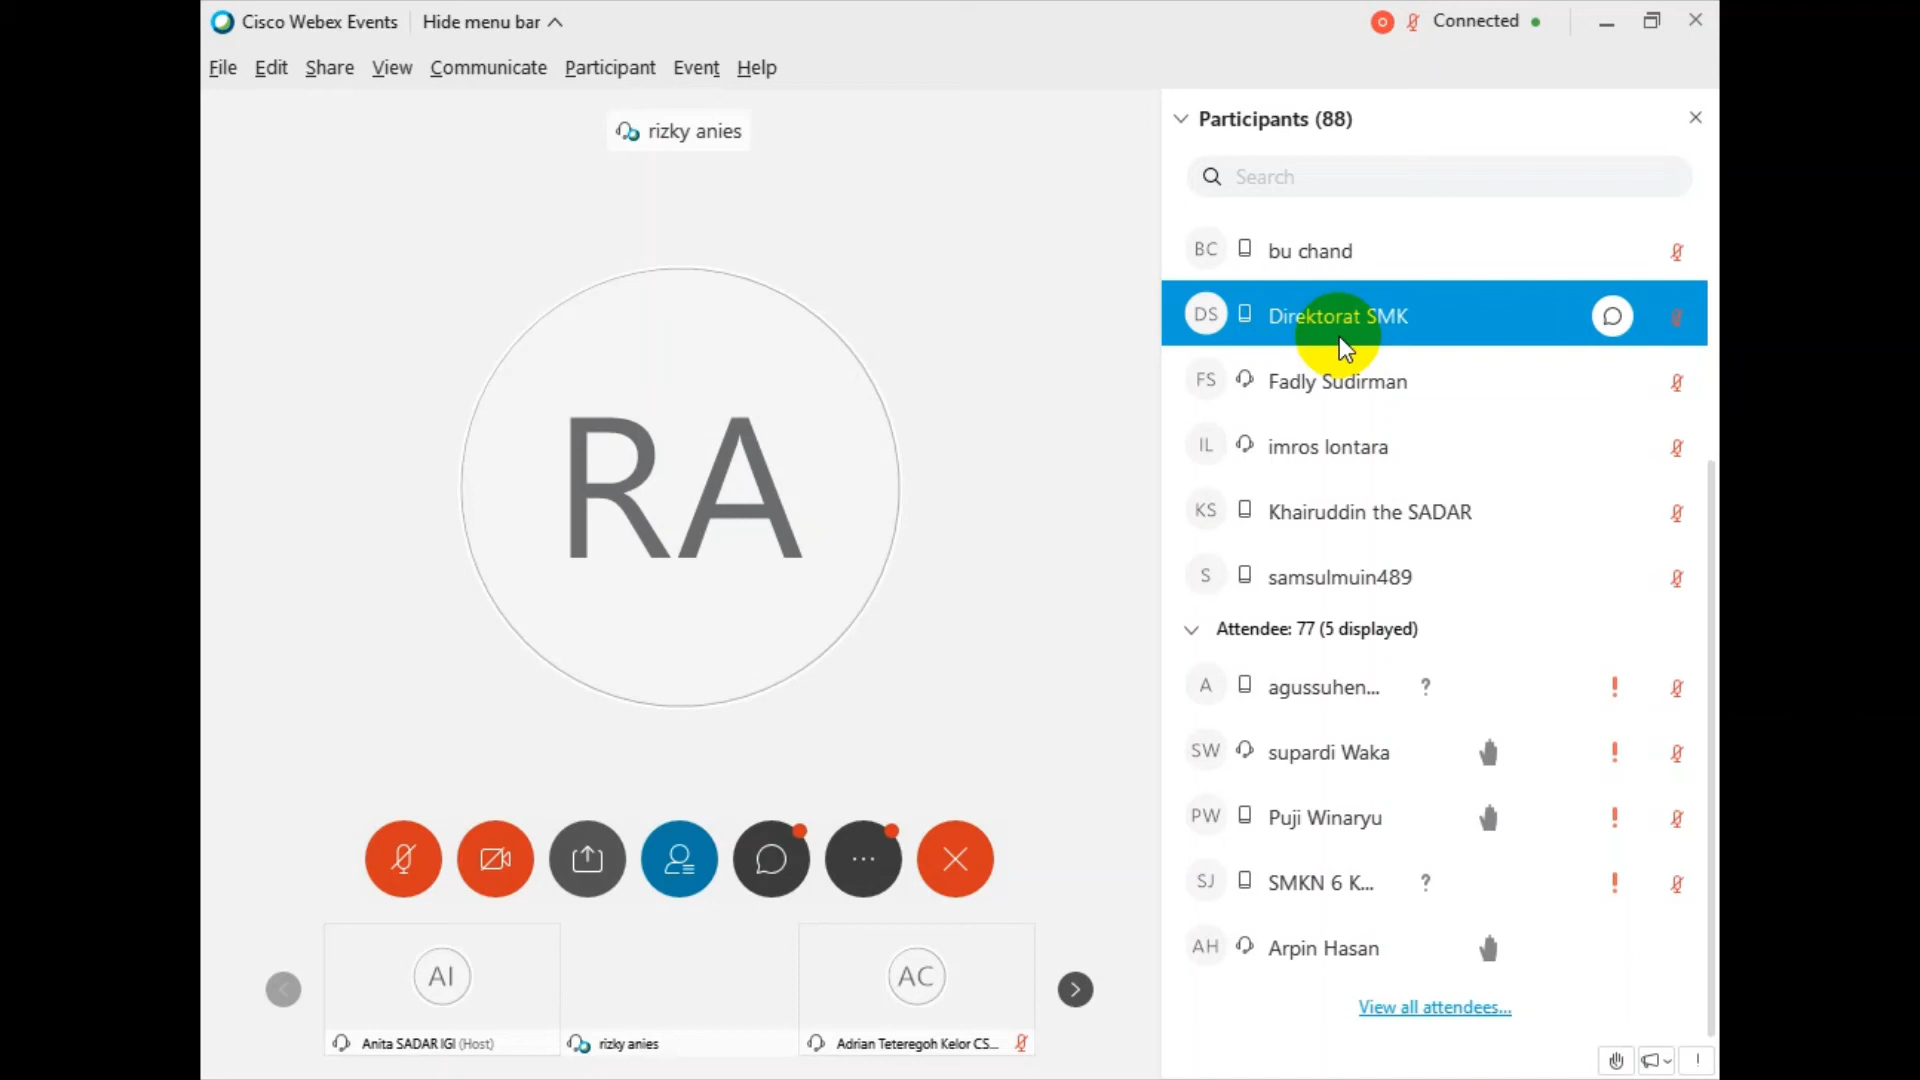 Cisco Webex Events
Hide menu bar
Connected
File Edit Share View Communicate Participant Event Help
rizky anies
RA
AI
Anita SADAR IGI (Host)
rizky anies
AC
Adrian Teteregoh Kelor CS...
Participants (88)
Search
BC bu chand
DS Direktorat SMK
FS Fadly Sudirman
IL imros lontara
KS Khairuddin the SADAR
S samsulmuin489
Attendee: 77 (5 displayed)
A agussuhen... ? !
SW supardi Waka !
PW Puji Winaryu !
SJ SMKN 6 K... ? !
AH Arpin Hasan
View all attendees...
!